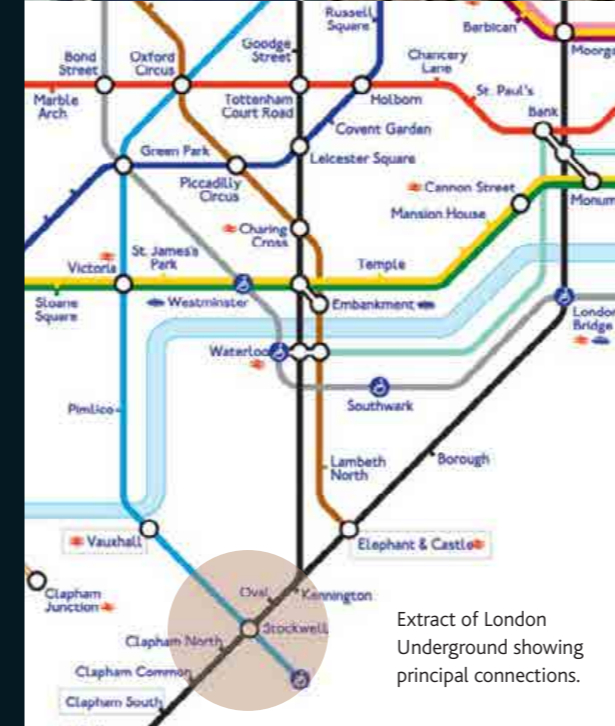 Russell
Square
Barbican
Moorg
Bond
Street
Oxford
Circus
Goodge
Street
Chancery
Lane
Marble
Arch
Tottenham
Court Road
Holborn
St. Paul's
Bank
Covent Garden
Green Park
Leicester Square
Piccadilly
Circus
Cannon Street
Mansion House
Monum
Charing
Cross
Victoria
St. James's
Park
Temple
Sloane
Square
Westminster
Embankment
London
Bridge
Waterloo
Southwark
Pimlico
Lambeth
North
Borough
Vauxhall
Elephant & Castle
Clapham
Junction
Oval
Kennington
Stockwell
Clapham North
Clapham Common
Clapham South
Extract of London
Underground showing
principal connections.